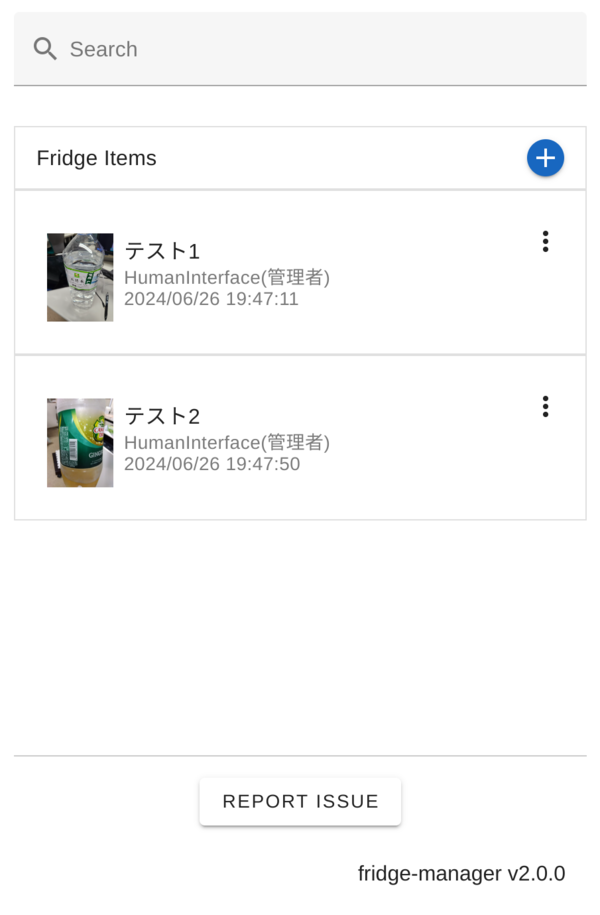 Search
Fridge Items
テスト1
HumanInterface(管理者)
2024/06/26 19:47:11
テスト2
HumanInterface(管理者)
2024/06/26 19:47:50
REPORT ISSUE
fridge-manager v2.0.0